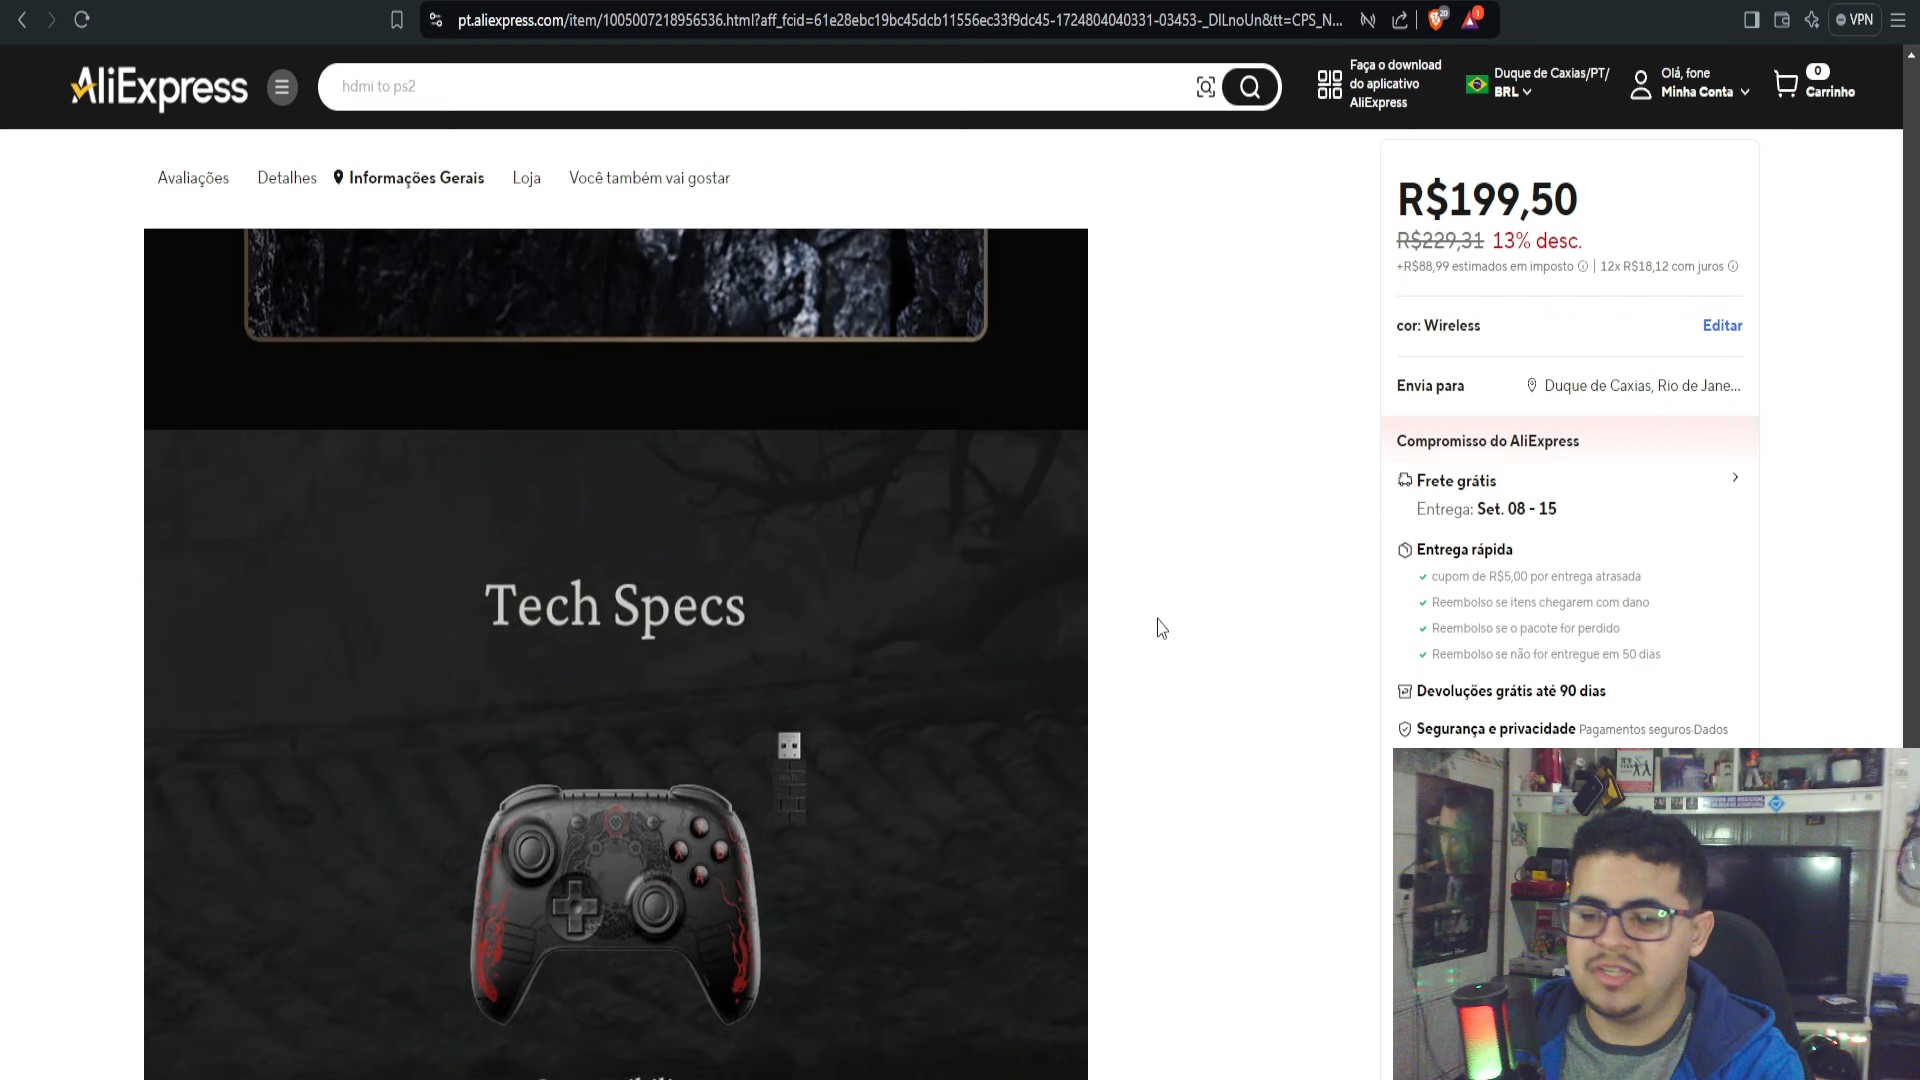 pt.aliexpress.com/item/1005007218956536.html?aff_fcid=61e28ebc19bc45dcb11556ec33f9dc45-1724804040331-03453-_DILnoUn&tt=CPS_N...
20
1
VPN
AliExpress
hdmi to ps2
Faça o download
do aplicativo
AliExpress
Duque de Caxias/PT/
BRL
Olá, fone
Minha Conta
0
Carrinho
Avaliações
Detalhes
Informações Gerais
Loja
Você também vai gostar
R$199,50
R$229,31 13% desc.
+R$88,99 estimados em imposto | 12x R$18,12 com juros
cor: Wireless
Editar
Envia para
Duque de Caxias, Rio de Jane...
Compromisso do AliExpress
Frete grátis
Entrega: Set. 08 - 15
Entrega rápida
cupom de R$5,00 por entrega atrasada
Reembolso se itens chegarem com dano
Reembolso se o pacote for perdido
Reembolso se não for entregue em 50 dias
Devoluções grátis até 90 dias
Segurança e privacidade Pagamentos seguros·Dados
Tech Specs
X
B
A